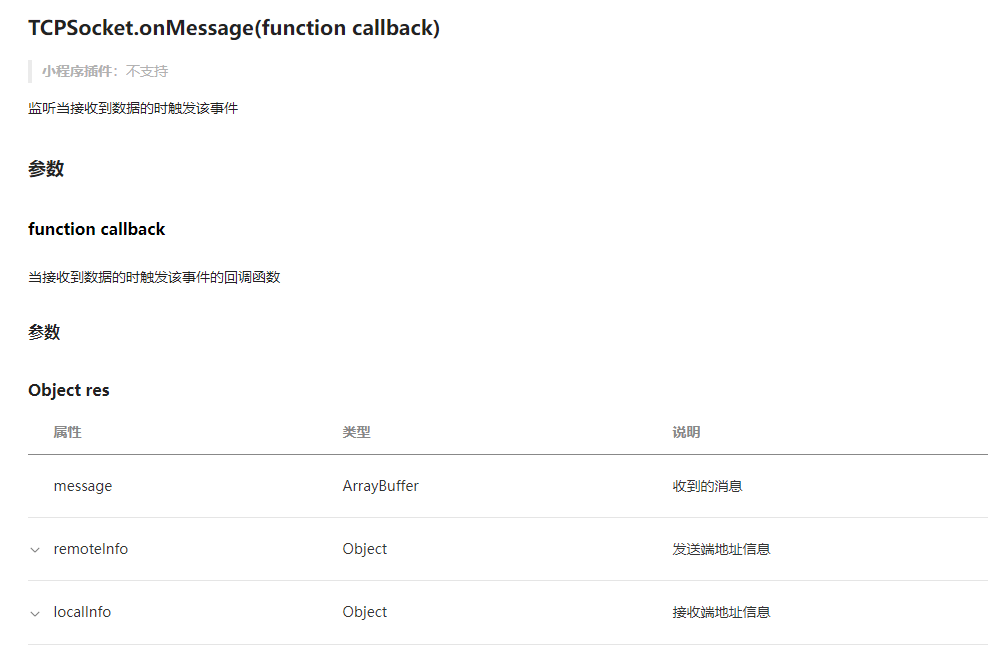 TCPSocket.onMessage(function callback)
小程序插件：不支持
监听当接收到数据的时触发该事件
参数
function callback
当接收到数据的时触发该事件的回调函数
参数
Object res
属性 类型 说明
message ArrayBuffer 收到的消息
remoteInfo Object 发送端地址信息
localInfo Object 接收端地址信息